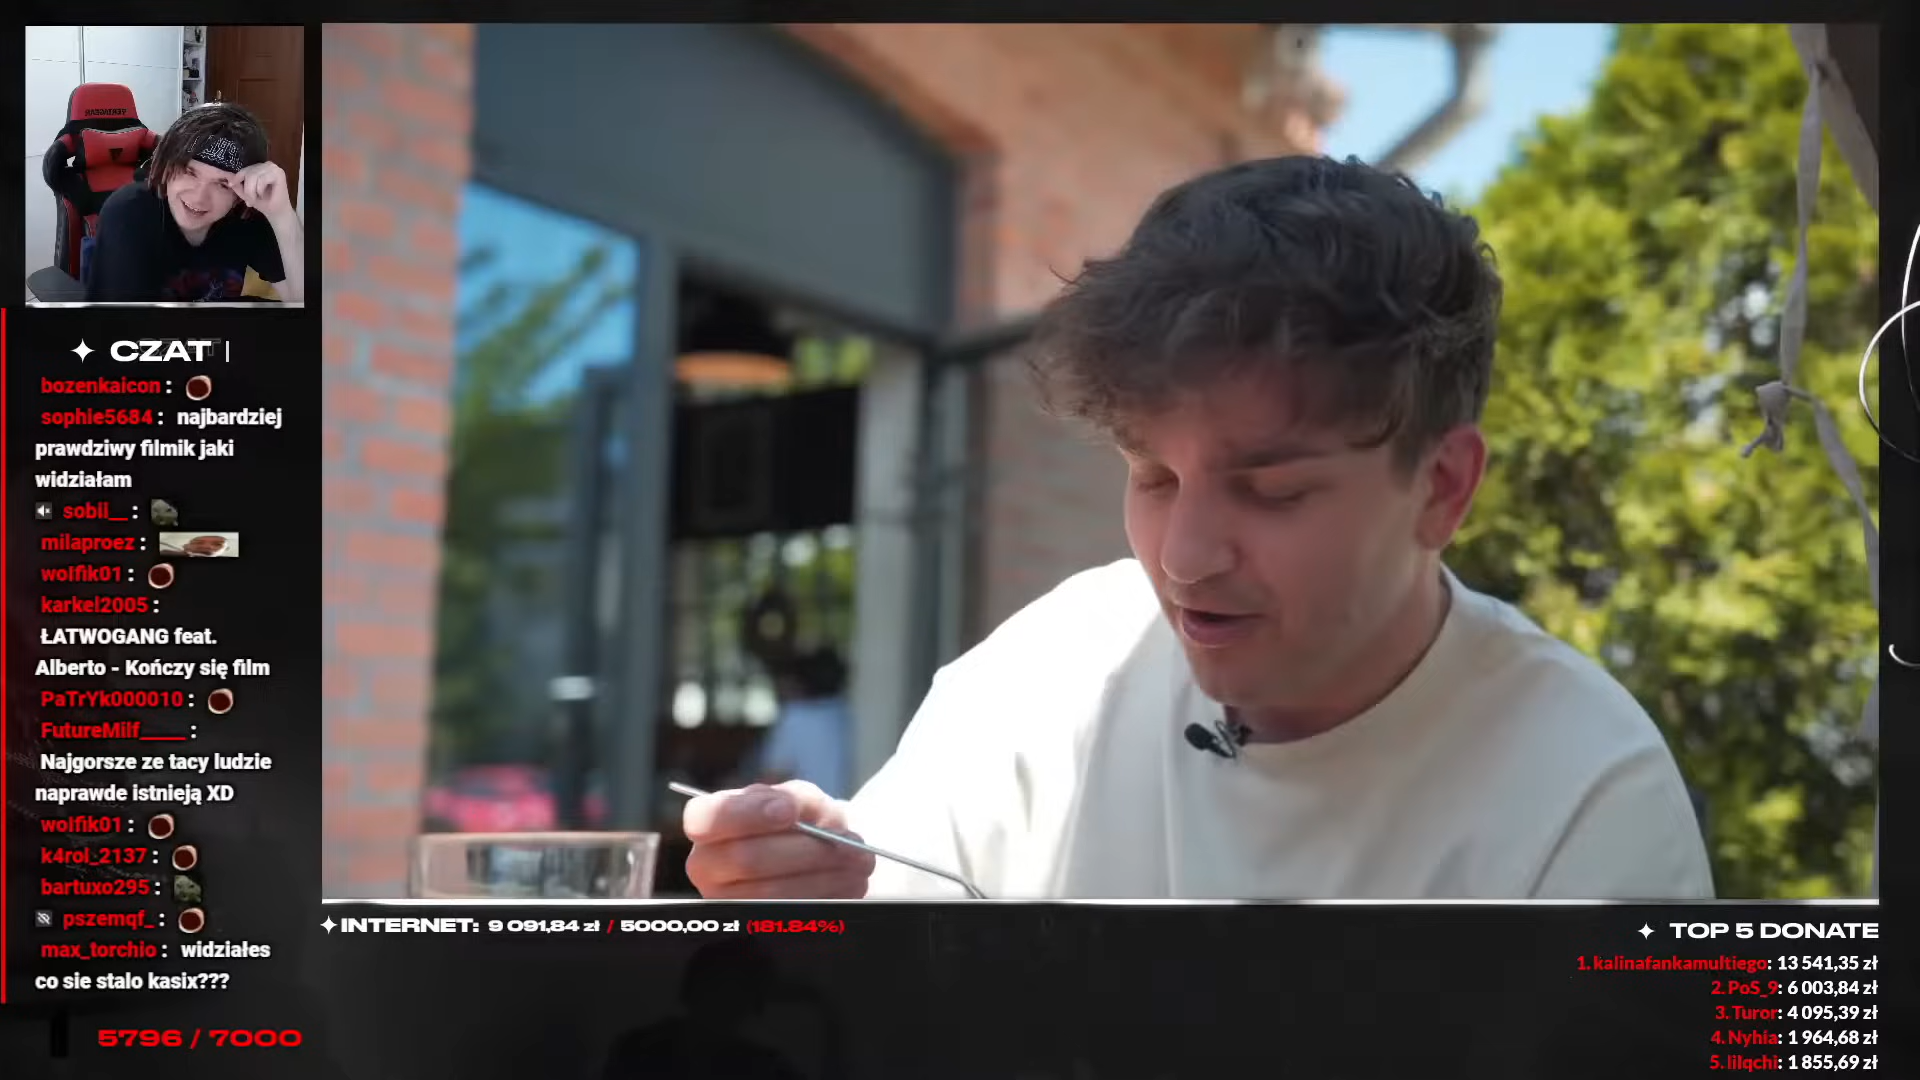 CZAT |
bozenkaicon :
sophie5684 : najbardziej
prawdziwy filmik jaki
widziałam
sobii__ :
milaproez :
wolfik01 :
karkel2005 :
ŁATWOGANG feat.
Alberto - Kończy się film
PaTrYk000010 :
FutureMilf_____ :
Najgorsze ze tacy ludzie
naprawde istnieją XD
wolfik01 :
k4rol_2137 :
bartuxo295 :
pszemqf_ :
max_torchio : widziałes
co sie stalo kasix???
5796 / 7000
INTERNET: 9 091,84 zł / 5000,00 zł (181.84%)
TOP 5 DONATE
1. kalinafankamultiego: 13 541,35 zł
2. PoS_9: 6 003,84 zł
3. Turor: 4 095,39 zł
4. Nyhia: 1 964,68 zł
5. lilqchi: 1 855,69 zł